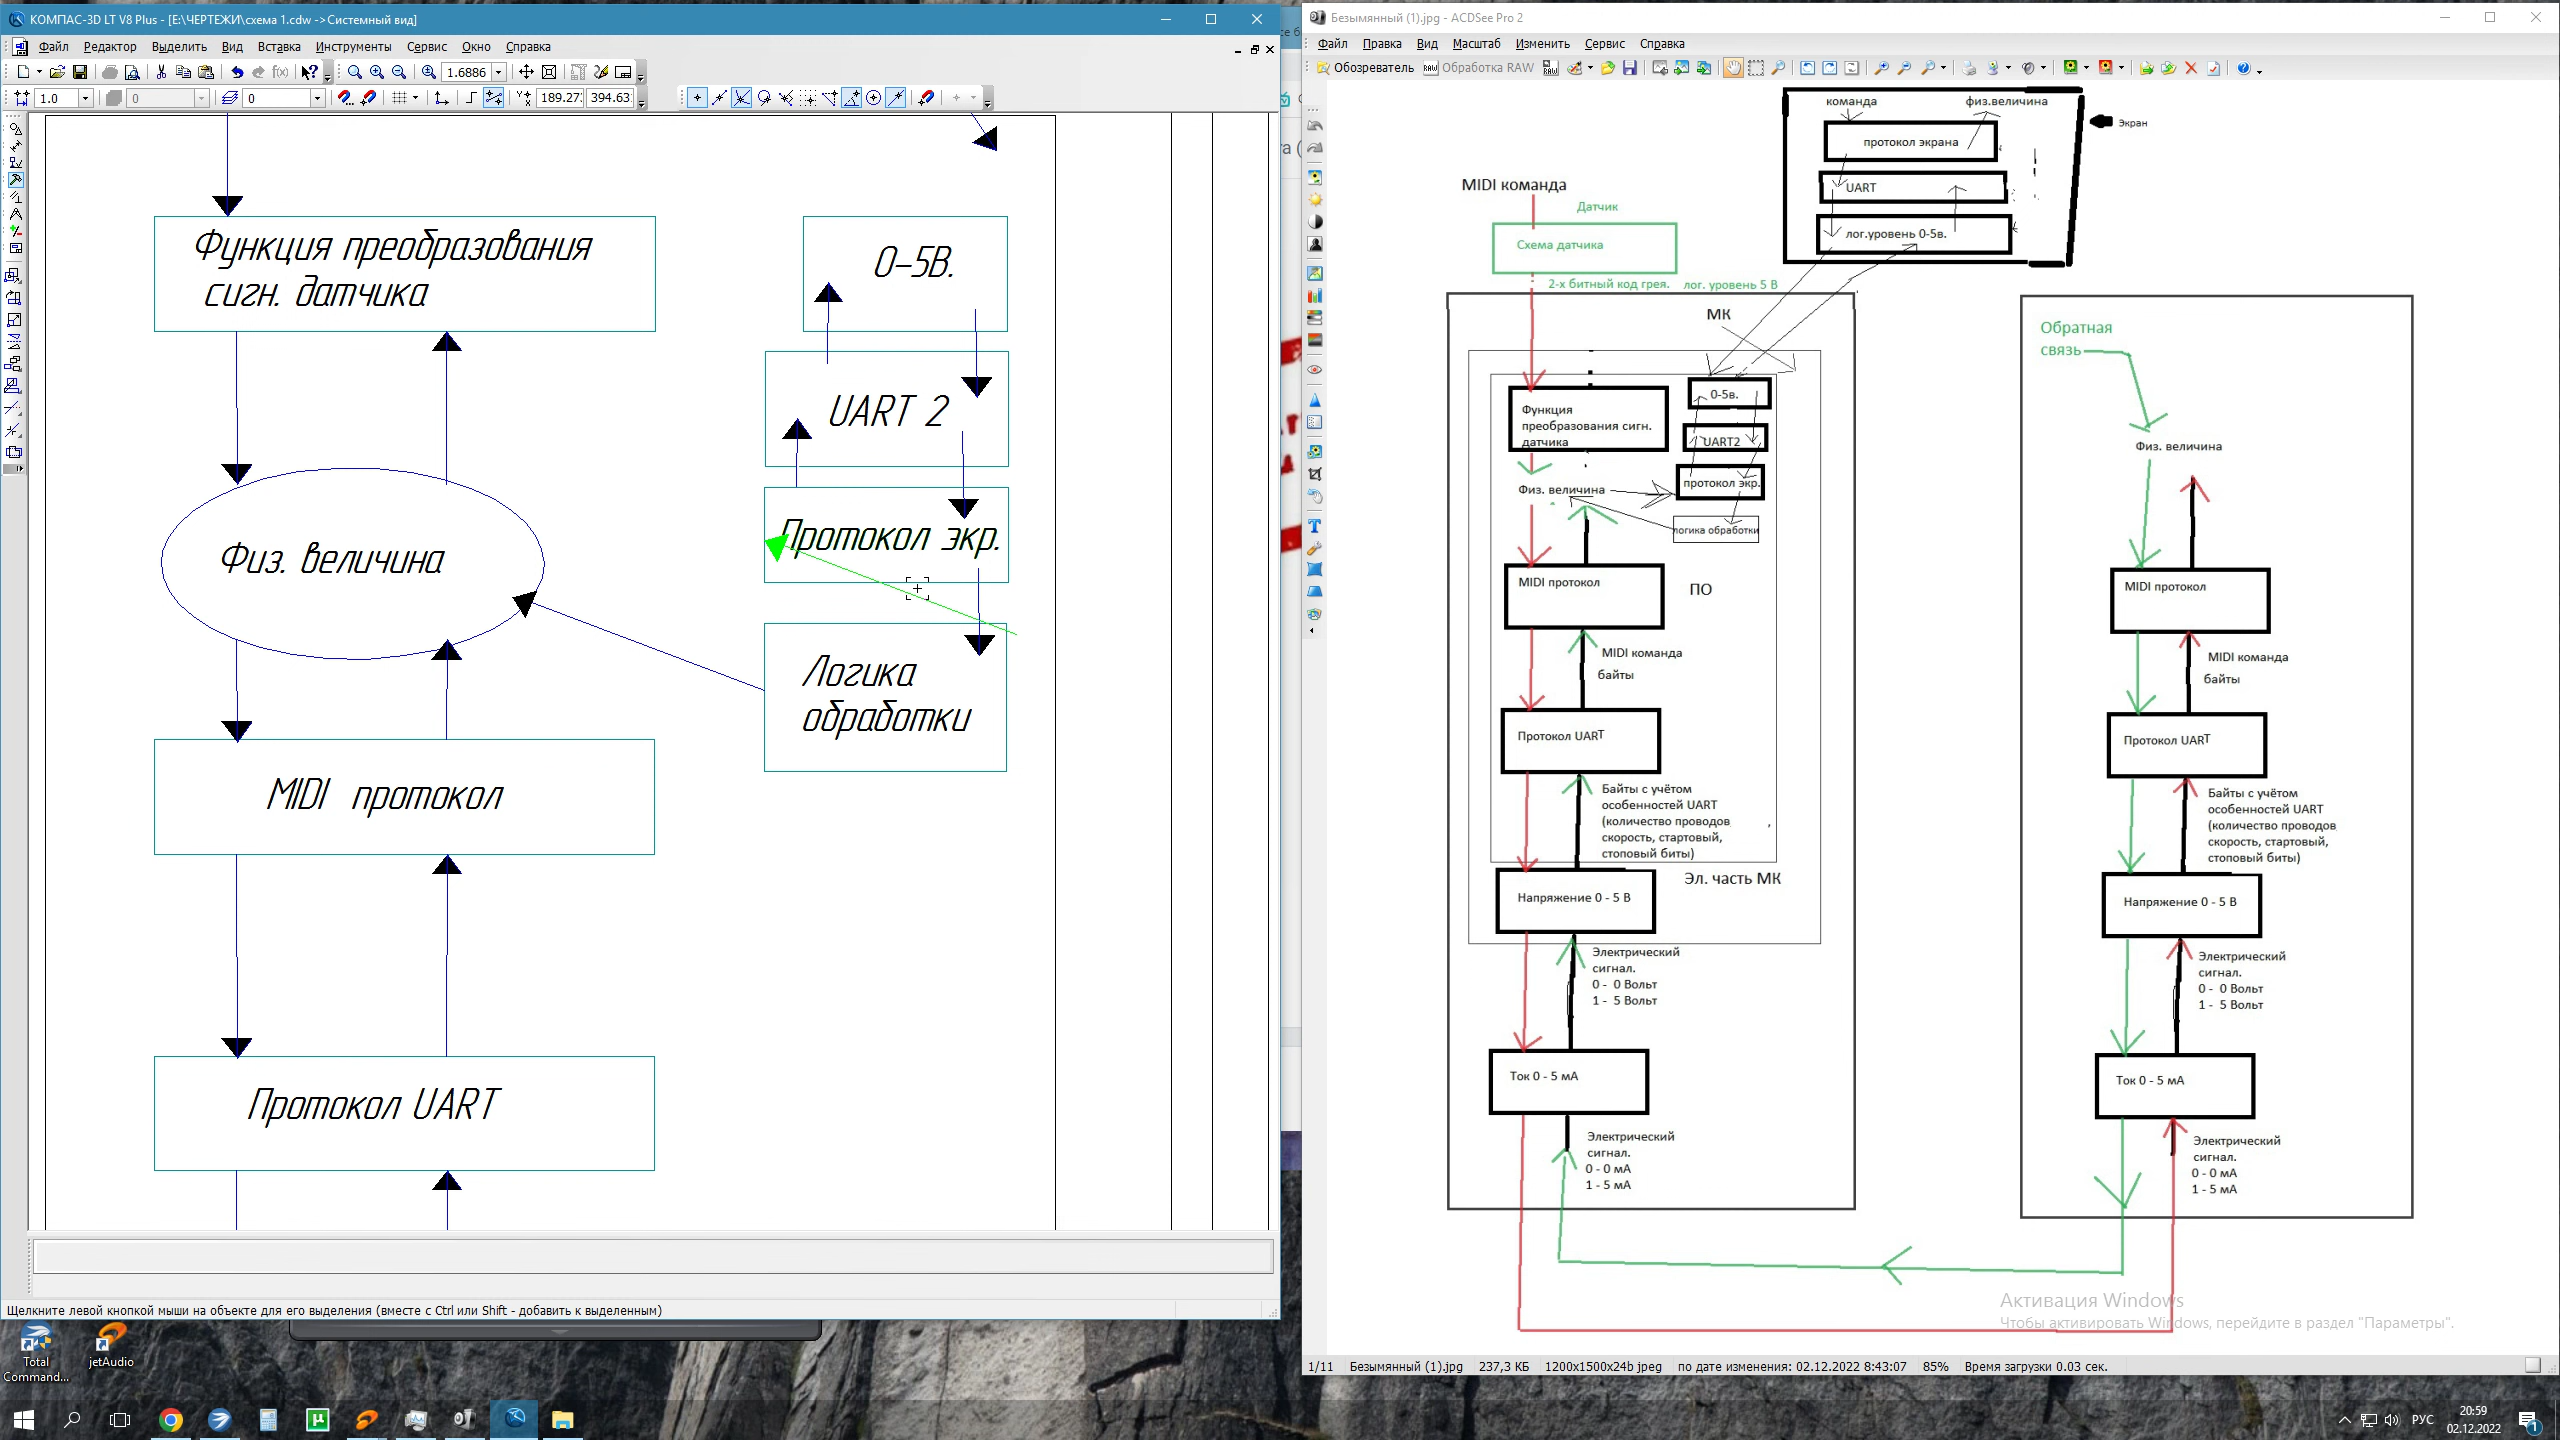 КОМПАС-3D LT V8 Plus - [E:\ЧЕРТЕЖИ\схема 1.cdw ->Системный вид]
Файл Редактор Выделить Вид Вставка Инструменты Сервис Окно Справка
1.6886
1.0 0 0 189.27 394.63
Функция преобразования
сигн. датчика
Физ. величина
MIDI протокол
Протокол UART
0-5В.
UART 2
Протокол экр.
Логика
обработки
Щелкните левой кнопкой мыши на объекте для его выделения (вместе с Ctrl или Shift - добавить к выделенным)
Безымянный (1).jpg - ACDSee Pro 2
Файл Правка Вид Масштаб Изменить Сервис Справка
Обозреватель RAW Обработка RAW
команда физ.величина
протокол экрана
UART
лог.уровень 0-5в.
Экран
MIDI команда
Датчик
Схема датчика
2-х битный код грея. лог. уровень 5 В
МК
Функция
преобразования сигн.
датчика
0-5в.
UART2
протокол экр.
логика обработки
Физ. величина
MIDI протокол
ПО
MIDI команда
байты
Протокол UART
Байты с учётом
особенностей UART
(количество проводов
скорость, стартовый,
стоповый биты)
Эл. часть МК
Напряжение 0 - 5 В
Электрический
сигнал.
0 - 0 Вольт
1 - 5 Вольт
Ток 0 - 5 мА
Электрический
сигнал.
0 - 0 мА
1 - 5 мА
Обратная
связь
Физ. величина
MIDI протокол
MIDI команда
байты
Протокол UART
Байты с учётом
особенностей UART
(количество проводов
скорость, стартовый,
стоповый биты)
Напряжение 0 - 5 В
Электрический
сигнал.
0 - 0 Вольт
1 - 5 Вольт
Ток 0 - 5 мА
Электрический
сигнал.
0 - 0 мА
1 - 5 мА
Активация Windows
Чтобы активировать Windows, перейдите в раздел "Параметры".
1/11 Безымянный (1).jpg 237,3 КБ 1200x1500x24b jpeg по дате изменения: 02.12.2022 8:43:07 85% Время загрузки 0.03 сек.
Total
Command...
jetAudio
РУС
20:59
02.12.2022
1